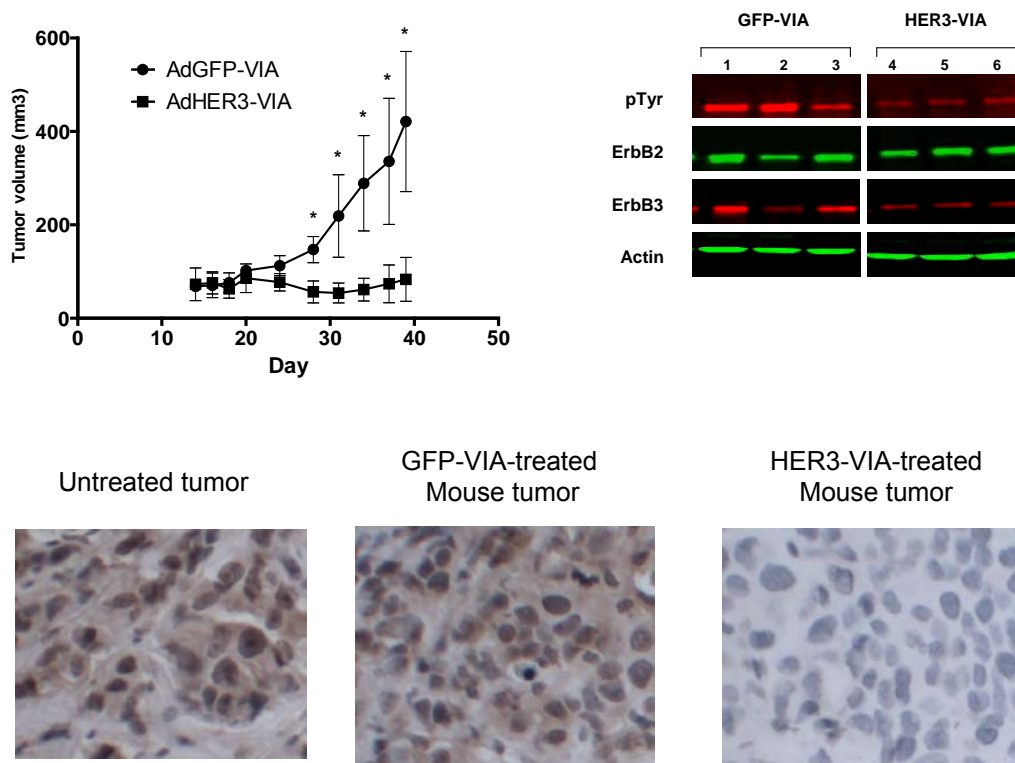 600
400
200
0
Tumor volume (mm3)
0 10 20 30 40 50
Day
AdGFP-VIA
AdHER3-VIA
* * * * *
GFP-VIA HER3-VIA
1 2 3 4 5 6
pTyr
ErbB2
ErbB3
Actin
Untreated tumor
GFP-VIA-treated
Mouse tumor
HER3-VIA-treated
Mouse tumor